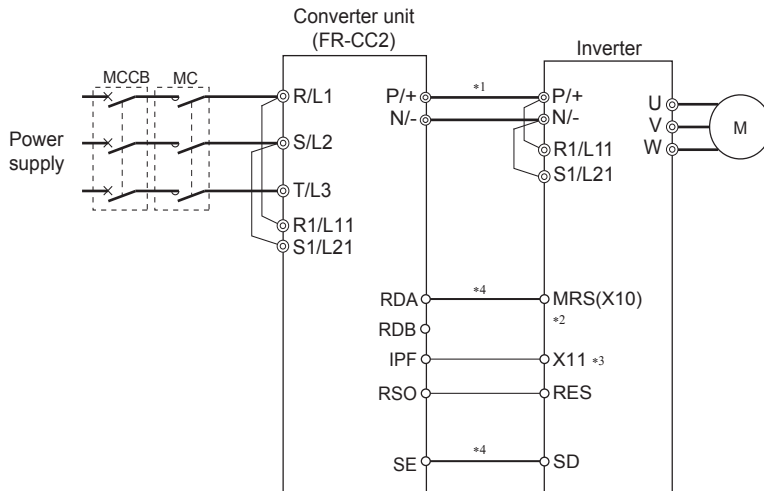 Converter unit
(FR-CC2)
Inverter
MCCB
MC
R/L1
P/+
*1
P/+
U
N/-
N/-
V
M
Power
supply
S/L2
R1/L11
W
S1/L21
T/L3
R1/L11
S1/L21
RDA
*4
MRS(X10)
*2
RDB
IPF
X11 *3
RSO
RES
SE
*4
SD